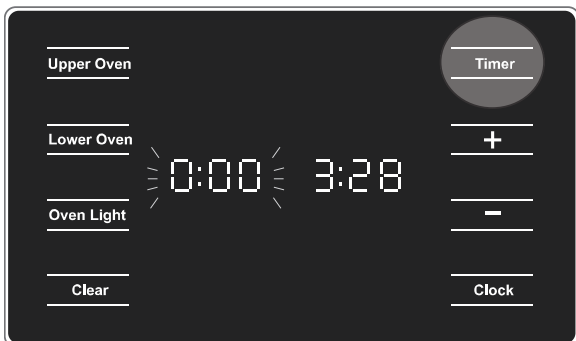 Upper Oven
Timer
Lower Oven
+
0:00 3:28
Oven Light
-
Clear
Clock